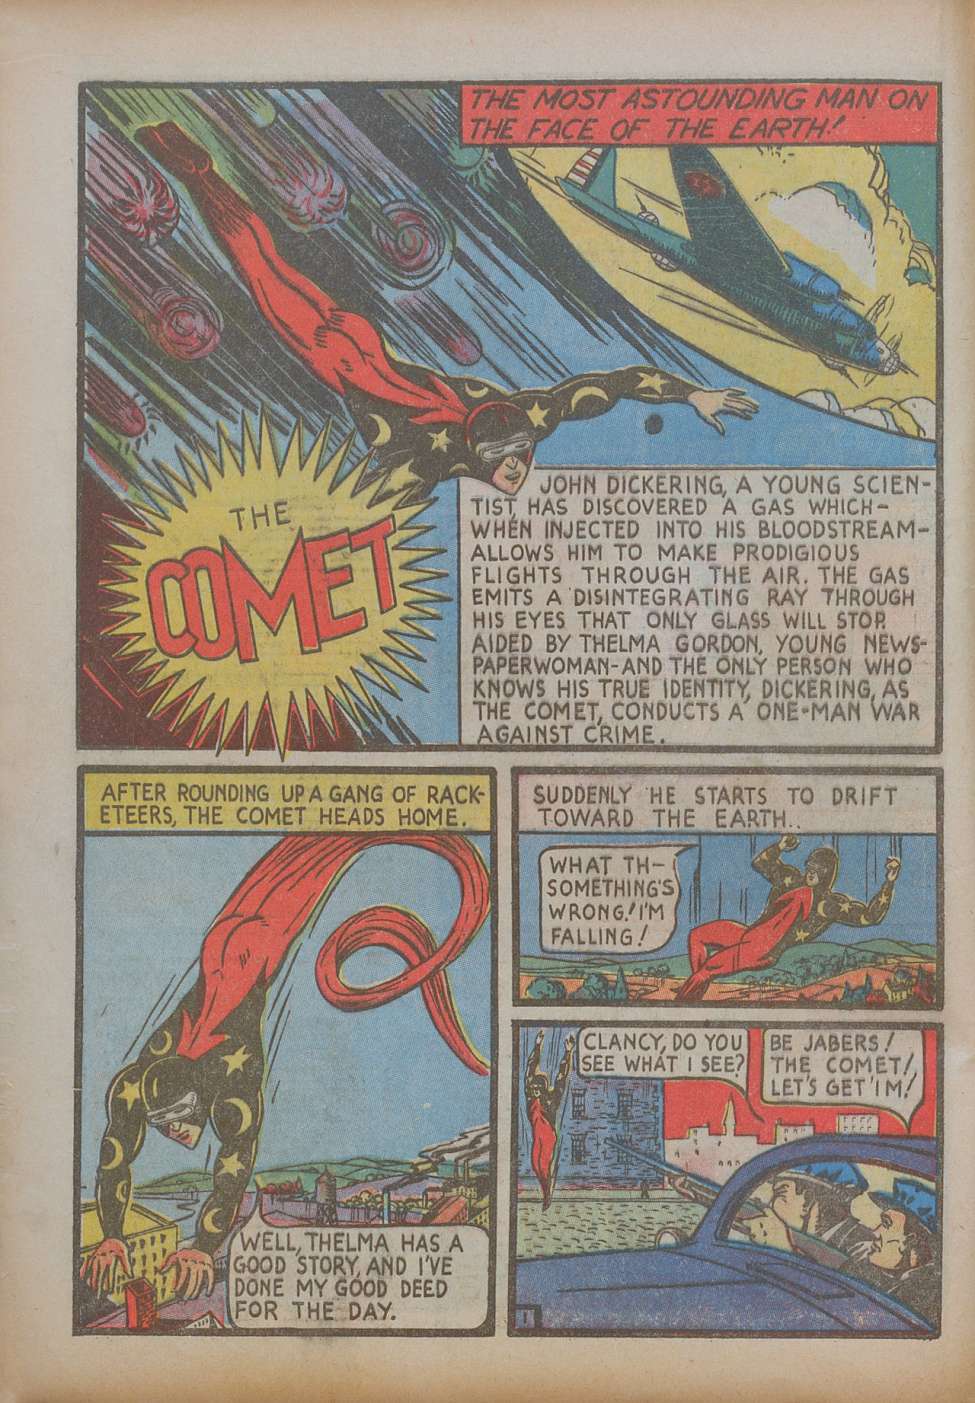 THE MOST ASTOUNDING MAN ON
THE FACE OF THE EARTH!
THE
COMET
JOHN DICKERING, A YOUNG SCIEN-
TIST, HAS DISCOVERED A GAS WHICH-
WHEN INJECTED INTO HIS BLOODSTREAM-
ALLOWS HIM TO MAKE PRODIGIOUS
FLIGHTS THROUGH THE AIR. THE GAS
EMITS A DISINTEGRATING RAY THROUGH
HIS EYES THAT ONLY GLASS WILL STOP.
AIDED BY THELMA GORDON, YOUNG NEWS-
PAPERWOMAN-AND THE ONLY PERSON WHO
KNOWS HIS TRUE IDENTITY, DICKERING, AS
THE COMET, CONDUCTS A ONE-MAN WAR
AGAINST CRIME.
AFTER ROUNDING UP A GANG OF RACK-
ETEERS, THE COMET HEADS HOME.
WELL, THELMA HAS A
GOOD STORY, AND I'VE
DONE MY GOOD DEED
FOR THE DAY.
SUDDENLY HE STARTS TO DRIFT
TOWARD THE EARTH..
WHAT TH-
SOMETHING'S
WRONG! I'M
FALLING!
CLANCY, DO YOU
SEE WHAT I SEE?
BE JABERS!
THE COMET!
LET'S GET 'IM!
1